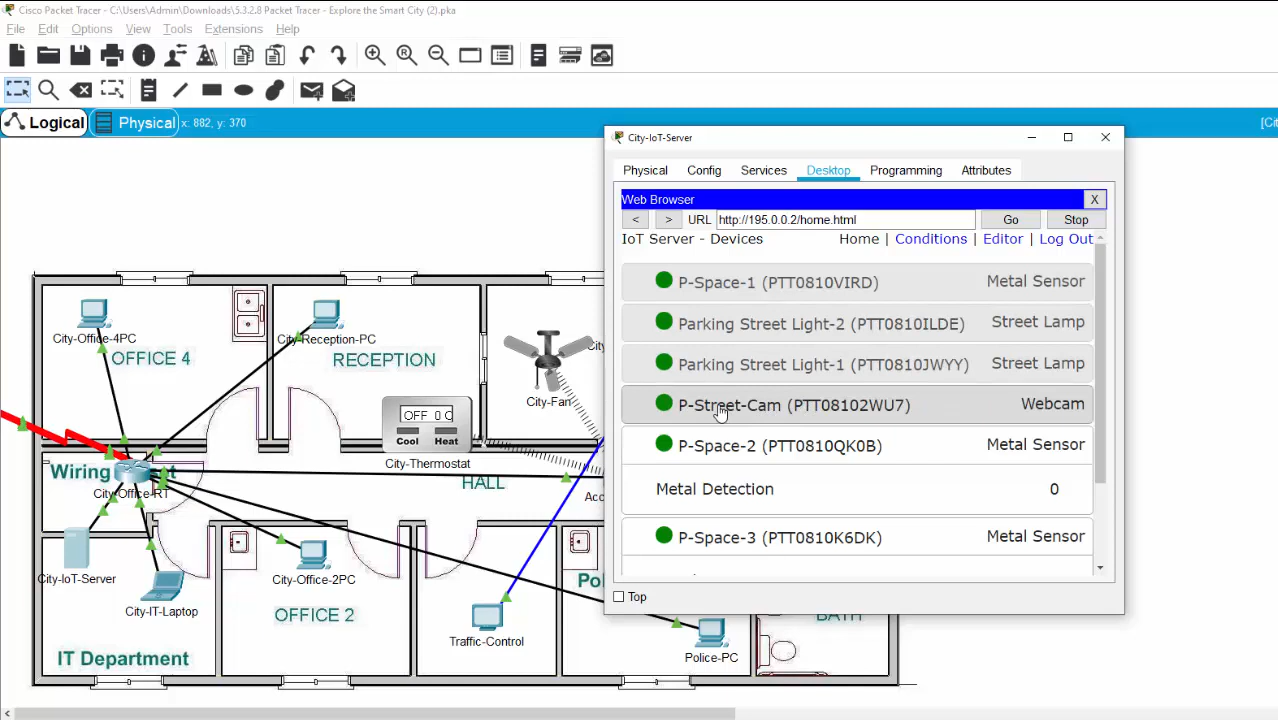 Cisco Packet Tracer - C:\Users\Admin\Downloads\5.3.2.8 Packet Tracer - Explore the Smart City (2).pka
File Edit Options View Tools Extensions Help
Logical Physical x: 882, y: 370
City-IoT-Server
Physical Config Services Desktop Programming Attributes
Web Browser X
< > URL http://195.0.0.2/home.html Go Stop
IoT Server - Devices Home | Conditions | Editor | Log Out
P-Space-1 (PTT0810VIRD) Metal Sensor
Parking Street Light-2 (PTT0810ILDE) Street Lamp
Parking Street Light-1 (PTT0810JWYY) Street Lamp
P-Street-Cam (PTT08102WU7) Webcam
P-Space-2 (PTT0810QK0B) Metal Sensor
Metal Detection 0
P-Space-3 (PTT0810K6DK) Metal Sensor
Top
City-Office-4PC
OFFICE 4
City-Reception-PC
RECEPTION
City-Fan
OFF 0 C
Cool Heat
City-Thermostat
Wiring
City-Office-RT
HALL
City-IoT-Server
City-IT-Laptop
IT Department
City-Office-2PC
OFFICE 2
Traffic-Control
Police-PC
BATH